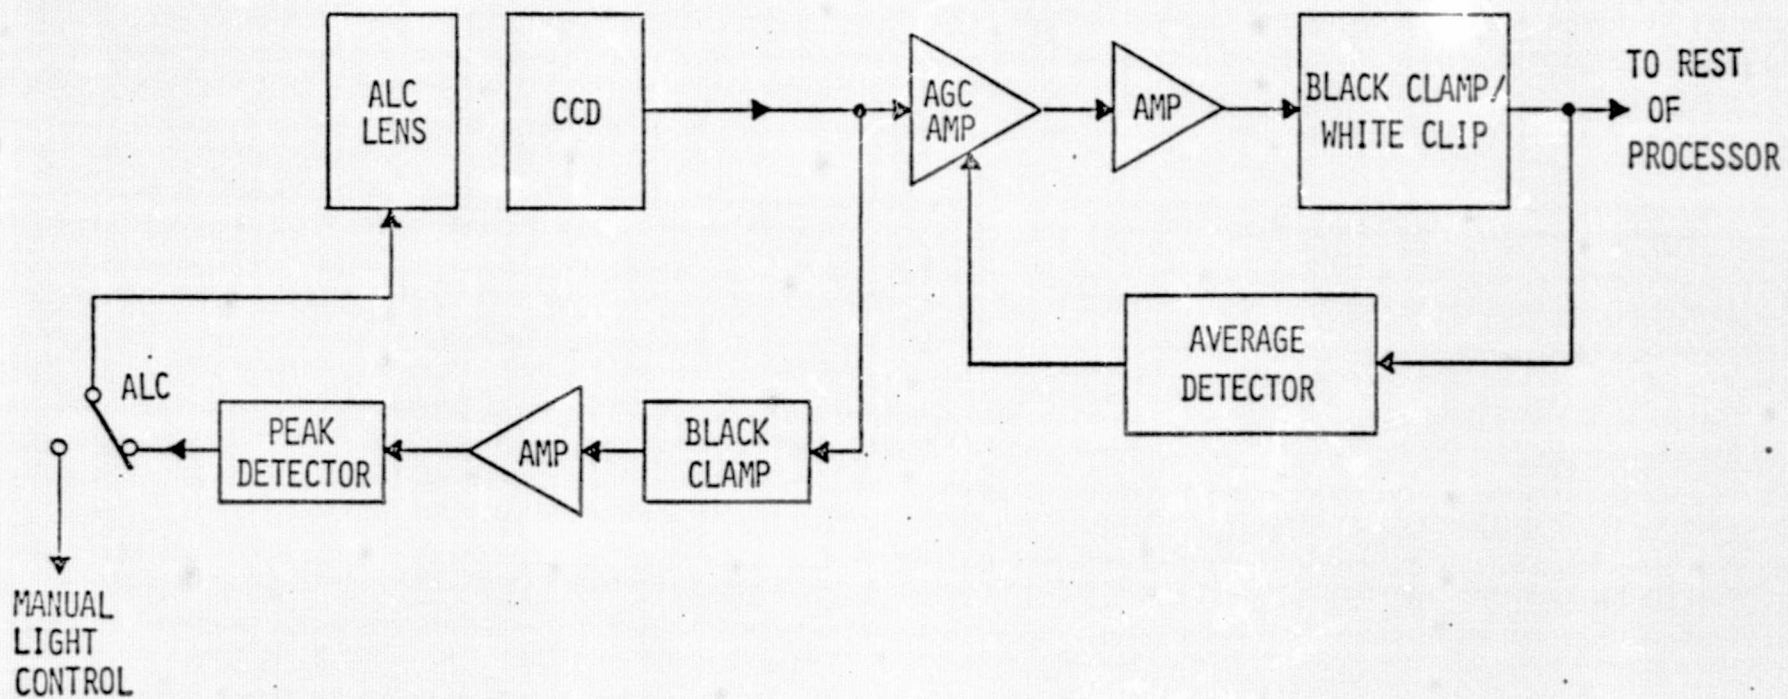 ALC
LENS
CCD
AGC
AMP
AMP
BLACK CLAMP/
WHITE CLIP
TO REST
OF
PROCESSOR
AVERAGE
DETECTOR
ALC
PEAK
DETECTOR
AMP
BLACK
CLAMP
MANUAL
LIGHT
CONTROL